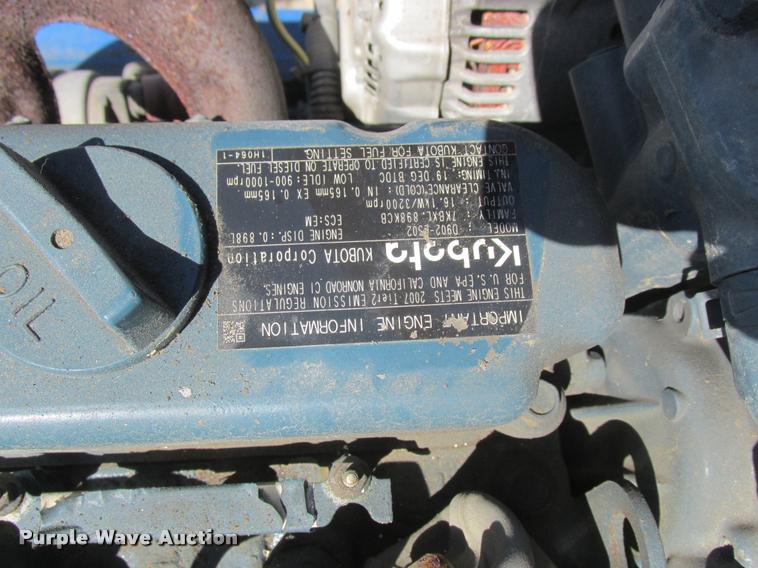 IMPORTANT ENGINE INFORMATION
THIS ENGINE MEETS 2007 Tier2 EMISSION REGULATIONS
FOR U.S. EPA AND CALIFORNIA NONROAD CI ENGINES.
Kubota KUBOTA Corporation
MODEL: D902 ENGINE DISP.: 0.898L
FAMILY: 7KBXL.898KCB ECS:EM
OUTPUT: 16.1kW/3200rpm
VALVE CLEARANCE(COLD): IN 0.165mm EX 0.165mm
INJ.TIMING: 19 DEG BTDC LOW IDLE: 900-1000rpm
THIS ENGINE IS CERTIFIED TO OPERATE ON DIESEL FUEL.
CONTACT KUBOTA FOR FUEL SETTING. 1H064-1
OIL
Purple Wave Auction